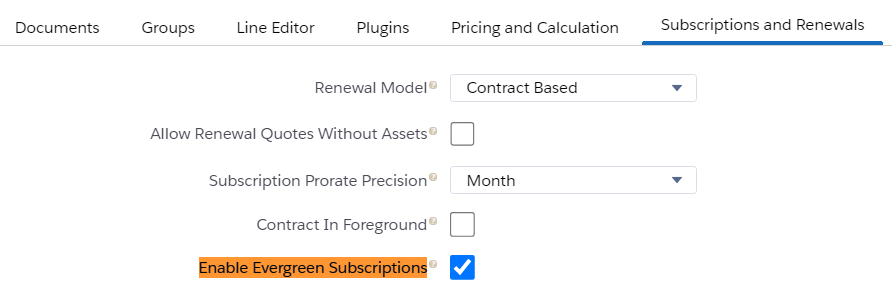 Documents Groups Line Editor Plugins Pricing and Calculation Subscriptions and Renewals
Renewal Model Contract Based
Allow Renewal Quotes Without Assets
Subscription Prorate Precision Month
Contract In Foreground
Enable Evergreen Subscriptions